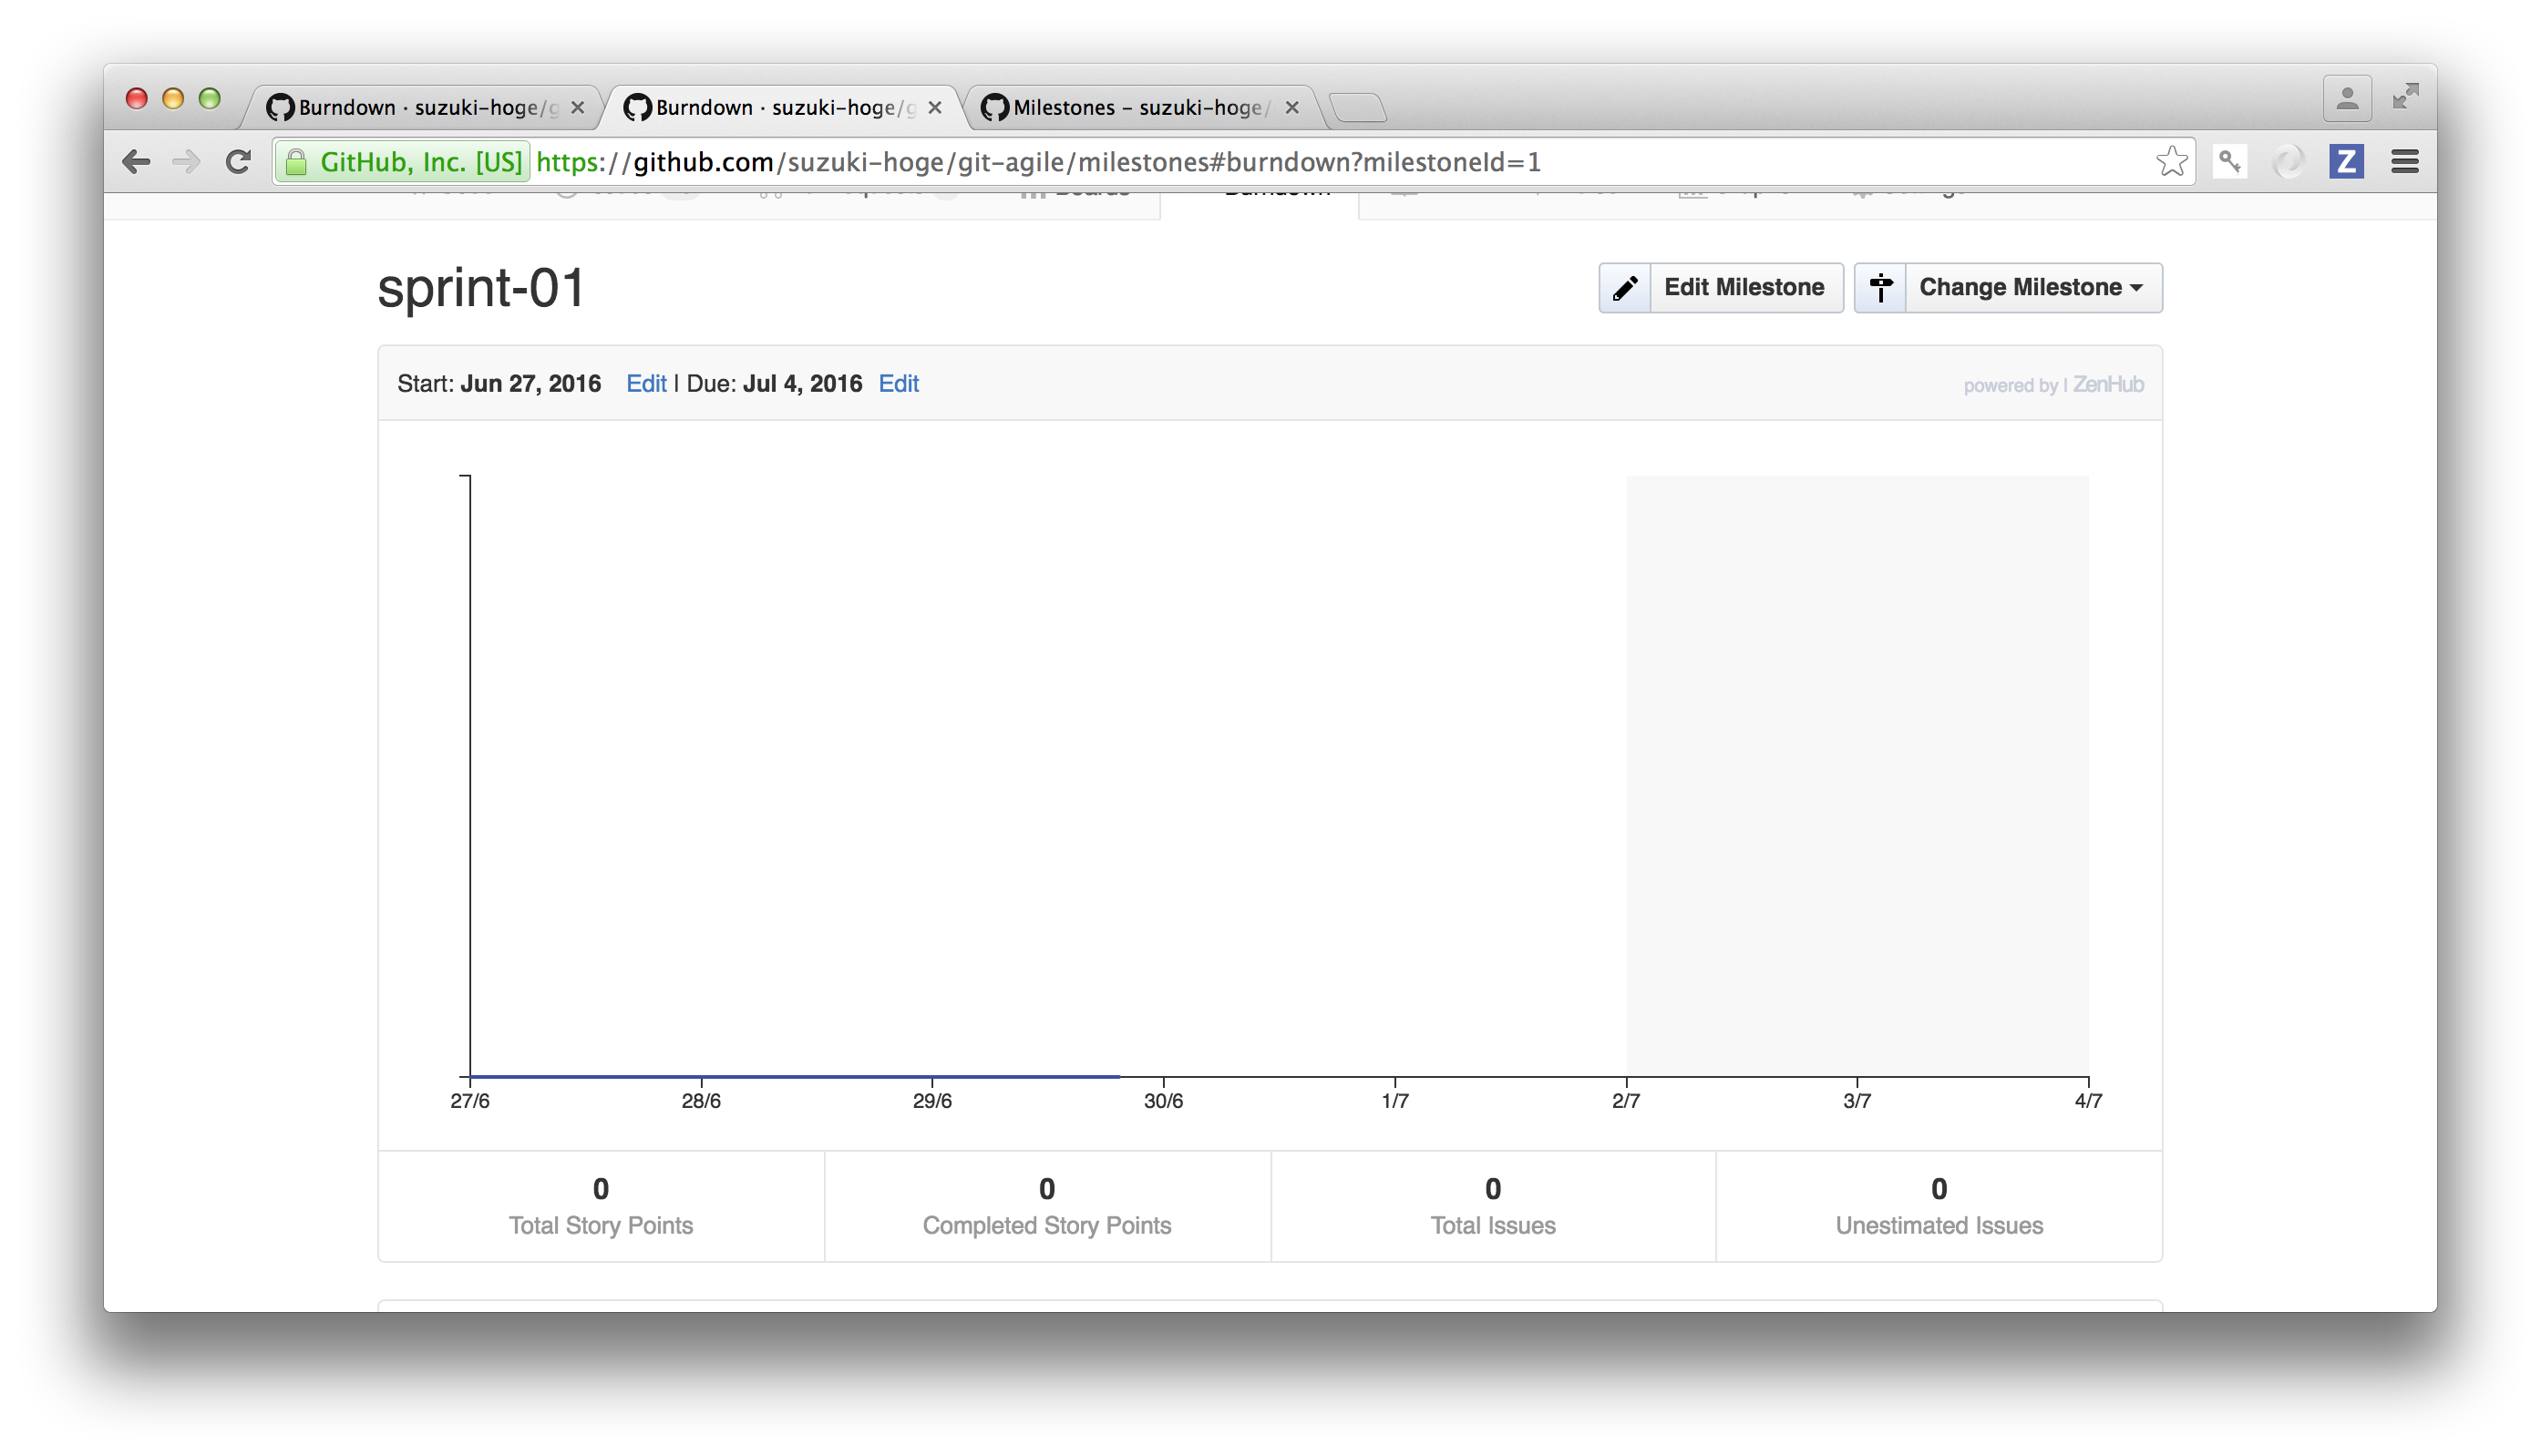 Burndown · suzuki-hoge/g
Burndown · suzuki-hoge/g
Milestones – suzuki-hoge/
GitHub, Inc. [US] https://github.com/suzuki-hoge/git-agile/milestones#burndown?milestoneId=1
Z
Boards Burndown
sprint-01
Edit Milestone
Change Milestone
Start: Jun 27, 2016 Edit | Due: Jul 4, 2016 Edit
powered by | ZenHub
27/6 28/6 29/6 30/6 1/7 2/7 3/7 4/7
0 0 0 0
Total Story Points Completed Story Points Total Issues Unestimated Issues